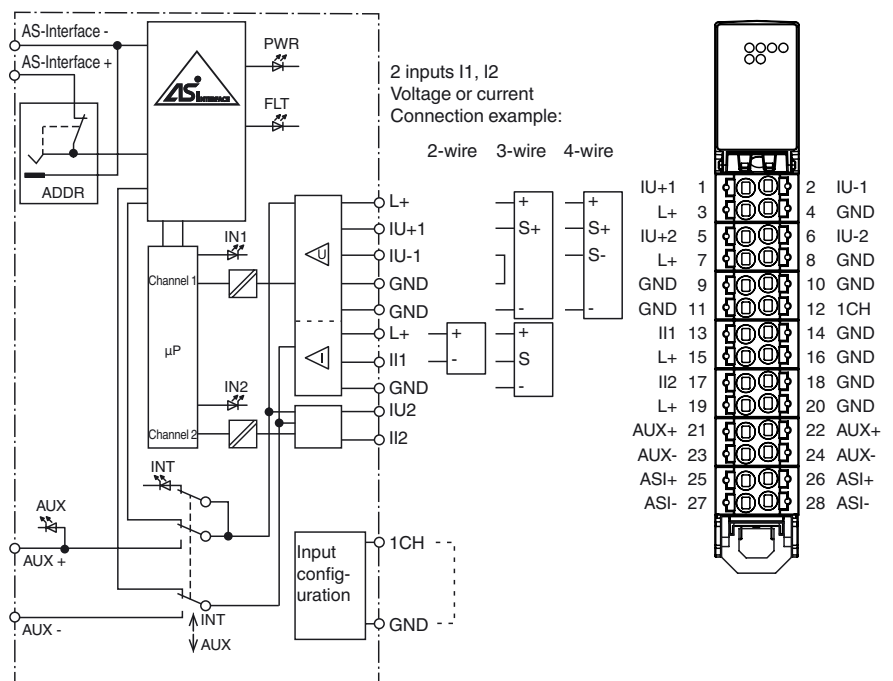 AS-Interface -
AS-Interface +
ADDR
ASi INTERFACE
PWR
FLT
2 inputs I1, I2
Voltage or current
Connection example:
2-wire 3-wire 4-wire
IN1
Channel 1
µP
IN2
Channel 2
U
I
L+
IU+1
IU-1
GND
GND
L+
II1
GND
IU2
II2
+
-
+
S+
-
+
S
-
+
S+
S-
-
INT
AUX
AUX +
AUX -
INT
AUX
Input
config-
uration
1CH
GND
IU+1 1 2 IU-1
L+ 3 4 GND
IU+2 5 6 IU-2
L+ 7 8 GND
GND 9 10 GND
GND 11 12 1CH
II1 13 14 GND
L+ 15 16 GND
II2 17 18 GND
L+ 19 20 GND
AUX+ 21 22 AUX+
AUX- 23 24 AUX-
ASI+ 25 26 ASI+
ASI- 27 28 ASI-